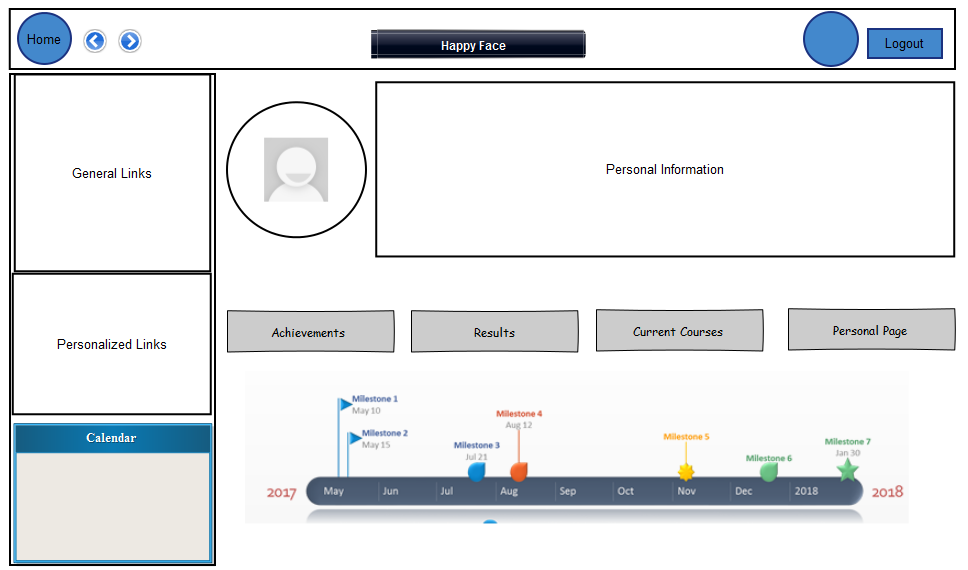 Home
Happy Face
Logout
General Links
Personal Information
Personalized Links
Achievements
Results
Current Courses
Personal Page
Calendar
Milestone 1
May 10
Milestone 2
May 15
Milestone 3
Jul 21
Milestone 4
Aug 12
Milestone 5
Milestone 6
Milestone 7
Jan 30
2017
May
Jun
Jul
Aug
Sep
Oct
Nov
Dec
2018
2018